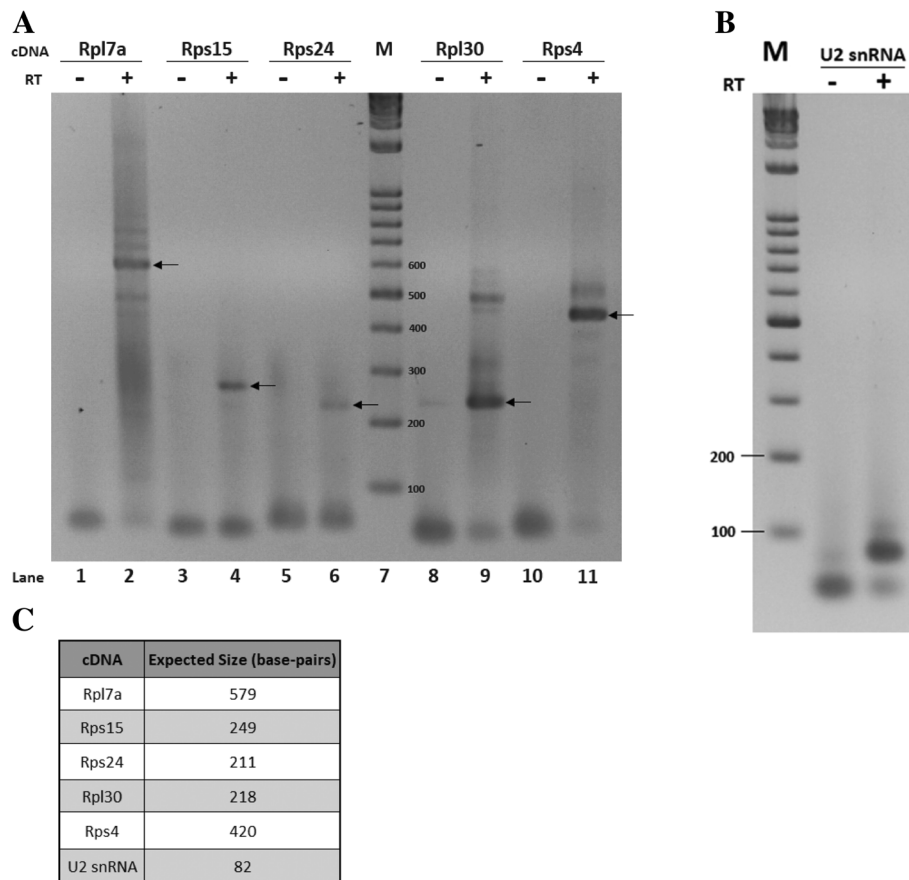 A
cDNA Rpl7a Rps15 Rps24 M Rpl30 Rps4
RT - + - + - + - + - +
600
500
400
300
200
100
Lane 1 2 3 4 5 6 7 8 9 10 11
B
M U2 snRNA
RT - +
200
100
C
cDNA Expected Size (base-pairs)
Rpl7a 579
Rps15 249
Rps24 211
Rpl30 218
Rps4 420
U2 snRNA 82